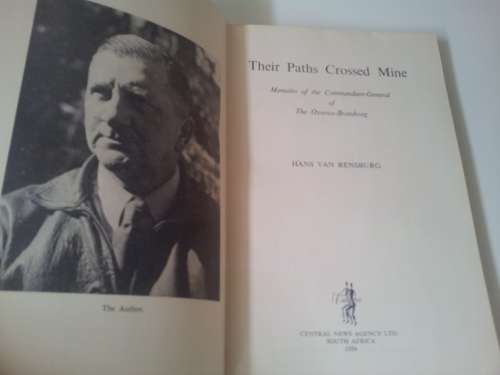 The Author.
Their Paths Crossed Mine
Memoirs of the Commandant-General
of
The Ossewa-Brandwag
HANS VAN RENSBURG
CENTRAL NEWS AGENCY LTD.
SOUTH AFRICA
1956